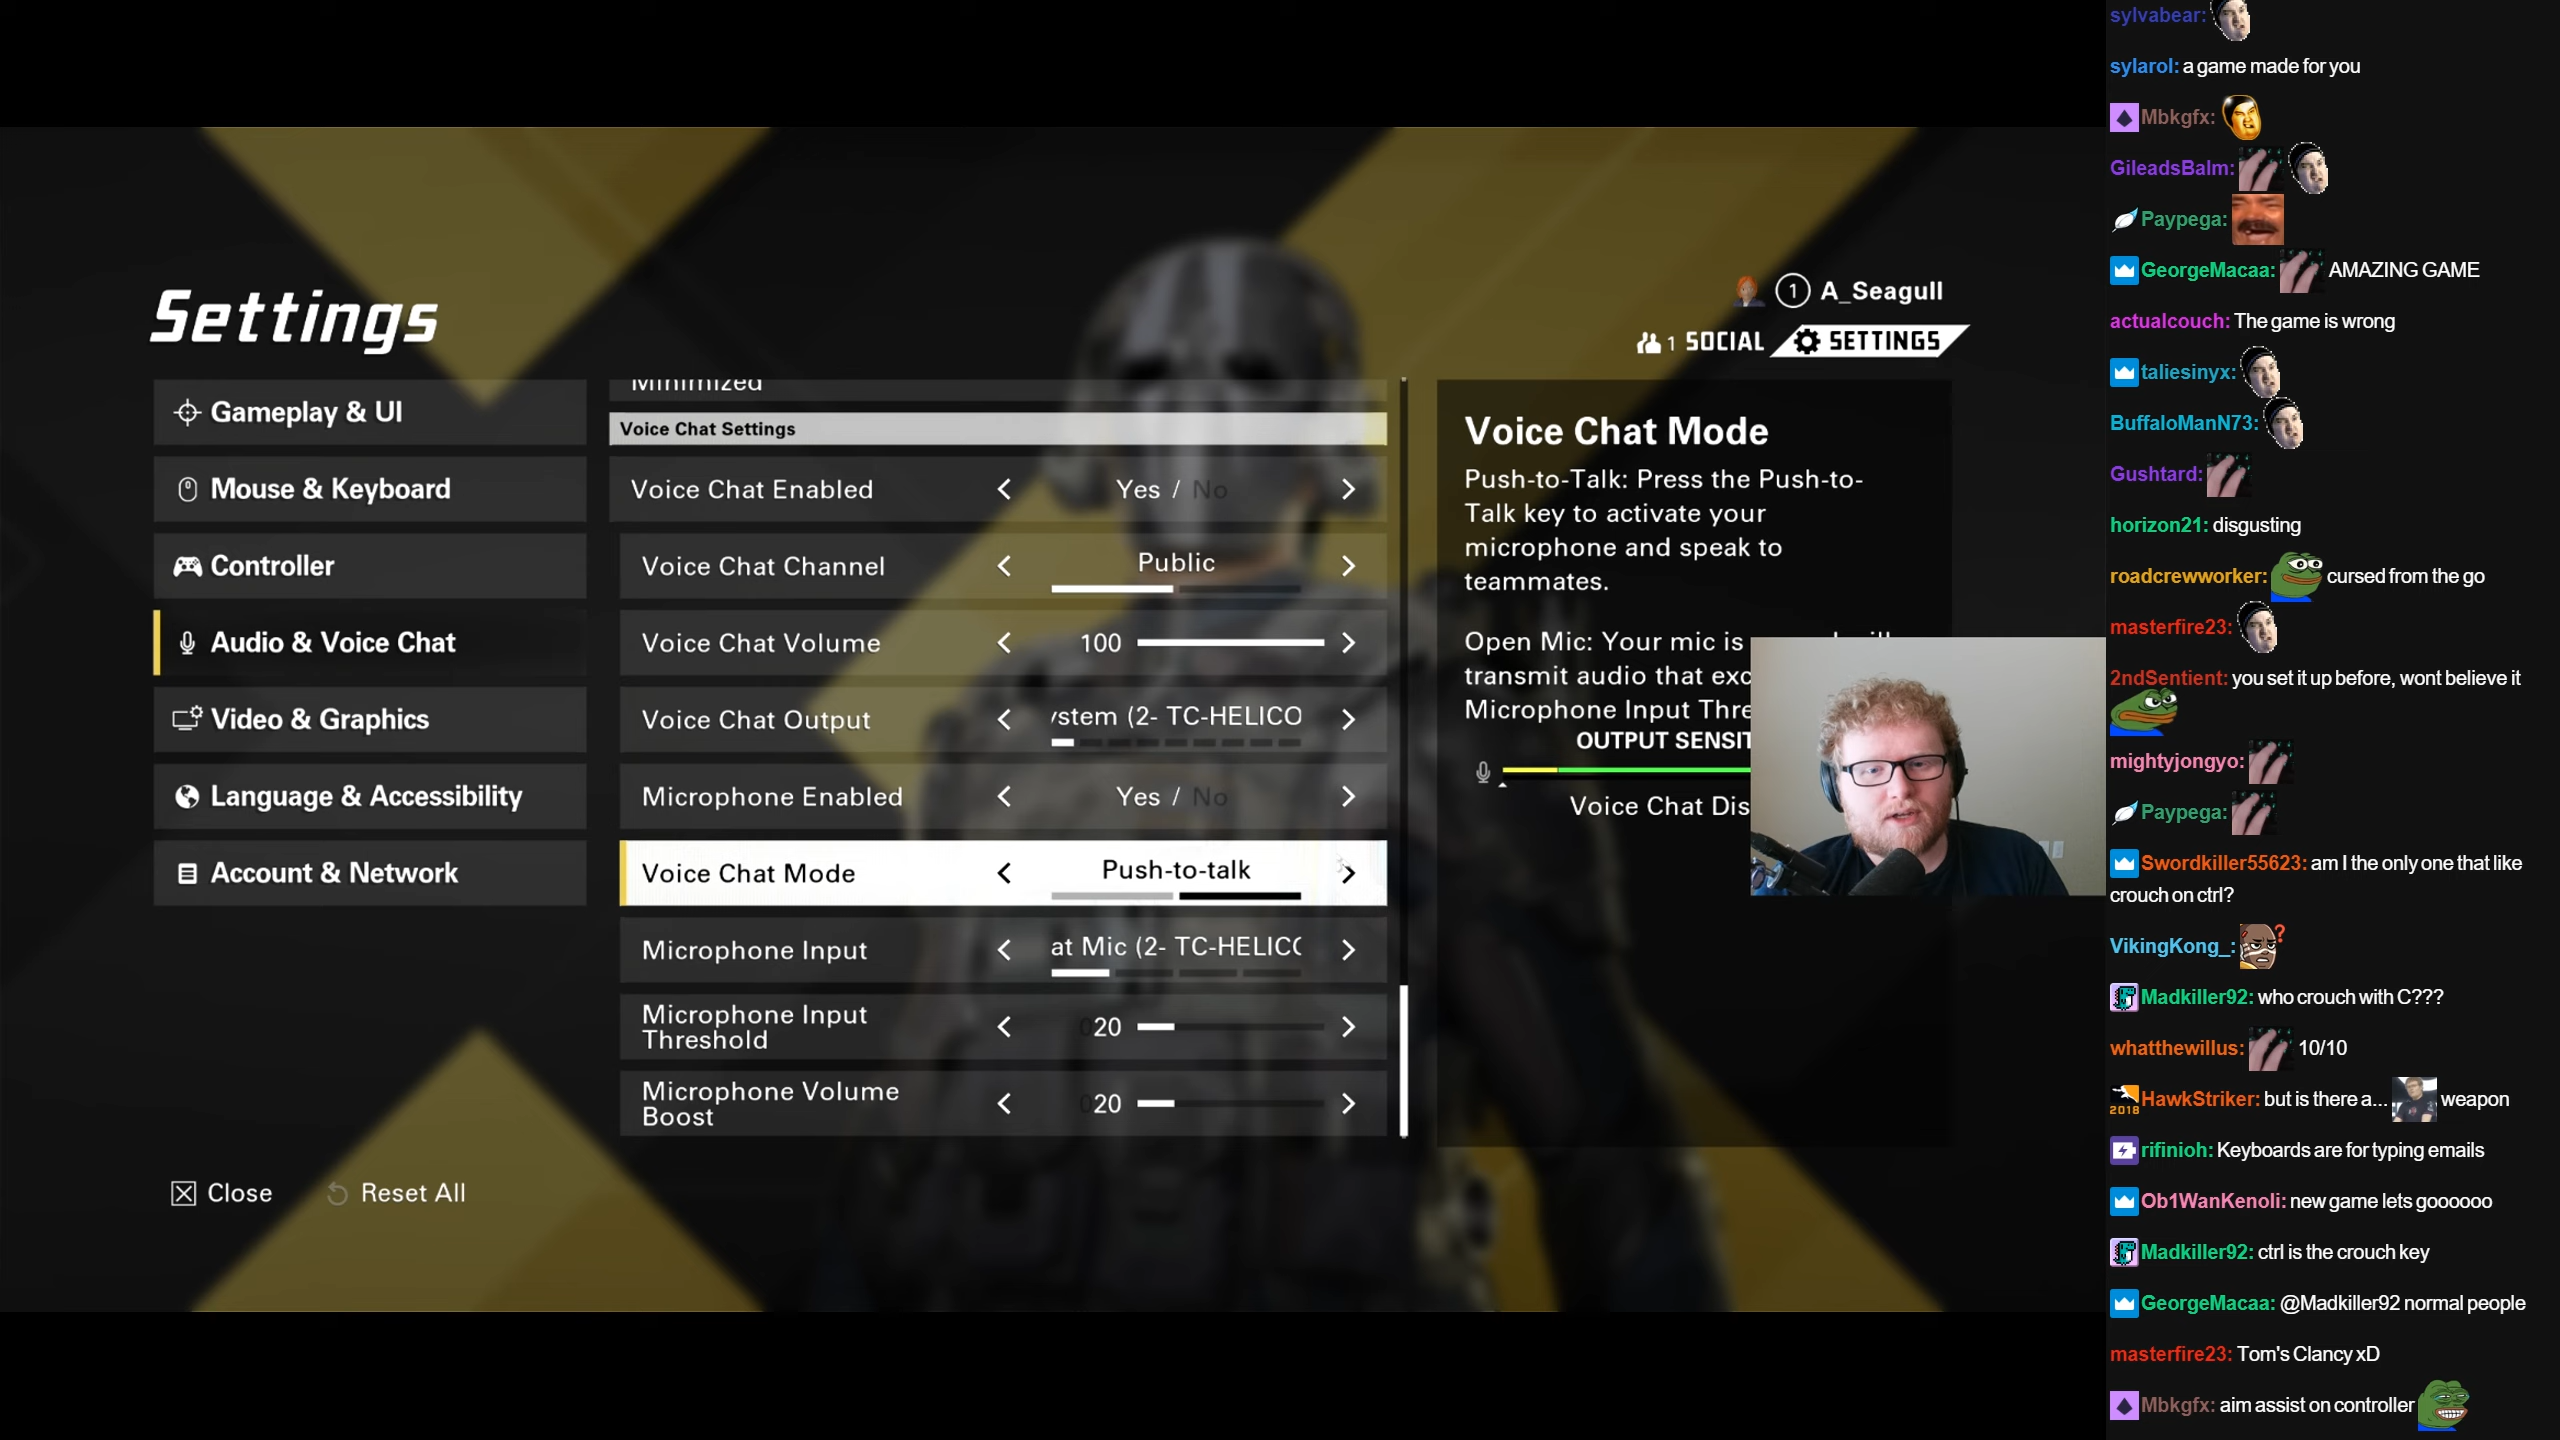 Settings
1 A_Seagull
1 SOCIAL
SETTINGS
Gameplay & UI
Mouse & Keyboard
Controller
Audio & Voice Chat
Video & Graphics
Language & Accessibility
Account & Network
Minimized
Voice Chat Settings
Voice Chat Enabled
Yes / No
Voice Chat Channel
Public
Voice Chat Volume
100
Voice Chat Output
ystem (2- TC-HELICO
Microphone Enabled
Yes / No
Voice Chat Mode
Push-to-talk
Microphone Input
at Mic (2- TC-HELIC
Microphone Input
Threshold
020
Microphone Volume
Boost
020
Voice Chat Mode
Push-to-Talk: Press the Push-to-
Talk key to activate your
microphone and speak to
teammates.
Open Mic: Your mic is
transmit audio that exc
Microphone Input Thre
OUTPUT SENSIT
Voice Chat Dis
Close
Reset All
sylvabear:
sylarol: a game made for you
Mbkgfx:
GileadsBalm:
Paypega:
GeorgeMacaa: AMAZING GAME
actualcouch: The game is wrong
taliesinyx:
BuffaloManN73:
Gushtard:
horizon21: disgusting
roadcrewworker: cursed from the go
masterfire23:
2ndSentient: you set it up before, wont believe it
mightyjongyo:
Paypega:
Swordkiller55623: am I the only one that like
crouch on ctrl?
VikingKong_:
Madkiller92: who crouch with C???
whatthewillus: 10/10
2018 HawkStriker: but is there a... weapon
rifinioh: Keyboards are for typing emails
Ob1WanKenoli: new game lets goooooo
Madkiller92: ctrl is the crouch key
GeorgeMacaa: @Madkiller92 normal people
masterfire23: Tom's Clancy xD
Mbkgfx: aim assist on controller